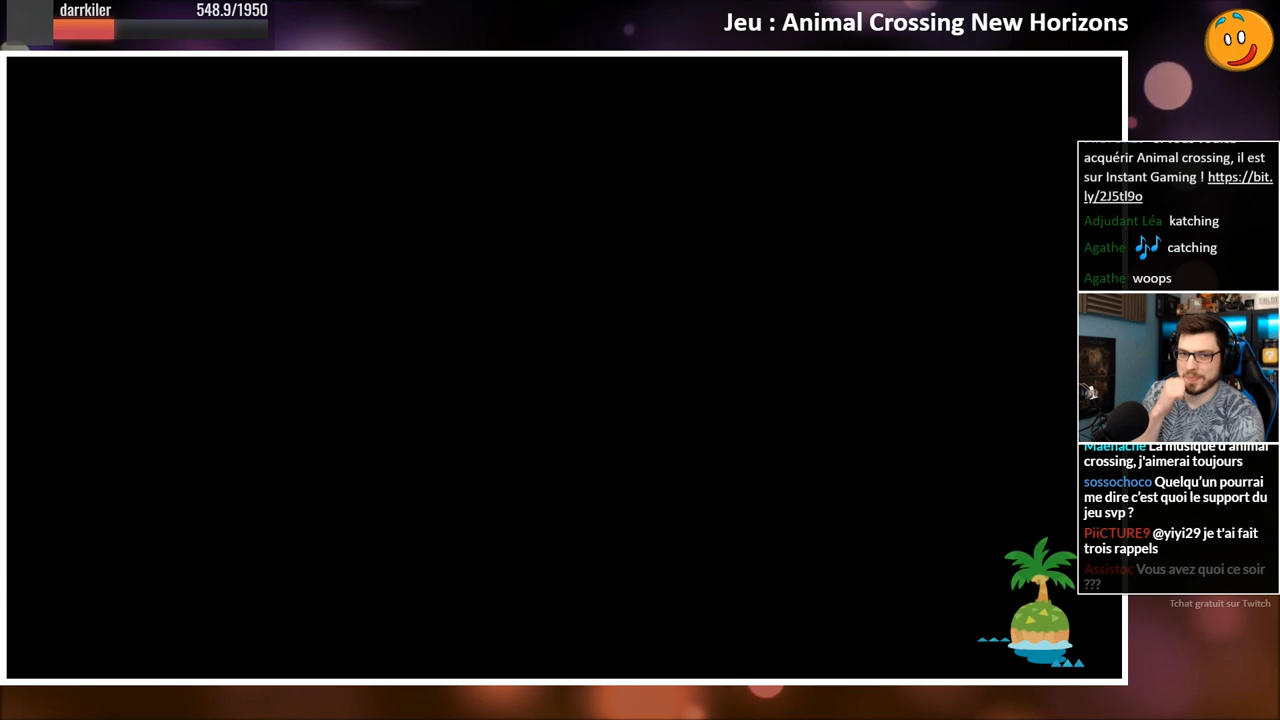 darrkiler 548.9/1950
Jeu : Animal Crossing New Horizons
acquérir Animal crossing, il est
sur Instant Gaming ! https://bit.
ly/2J5tl9o
Adjudant Léa katching
Agathe catching
Agathe woops
Maenache La musique d'animal
crossing, j'aimerai toujours
sossochoco Quelqu'un pourrai
me dire c'est quoi le support du
jeu svp ?
PiiCTURE9 @yiyi29 je t'ai fait
trois rappels
Assistoc Vous avez quoi ce soir
???
Tchat gratuit sur Twitch